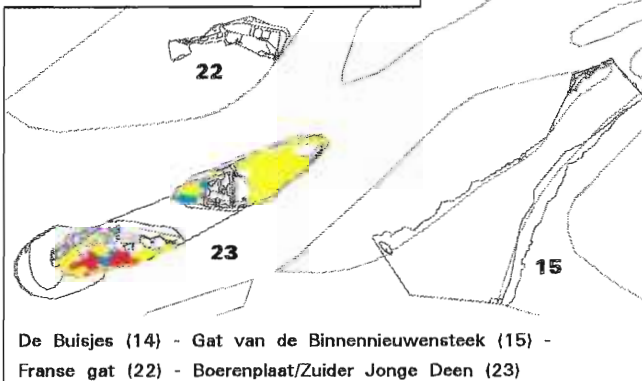 22
23
15
De Buisjes (14) - Gat van de Binnennieuwensteek (15) -
Franse gat (22) - Boerenplaat/Zuider Jonge Deen (23)